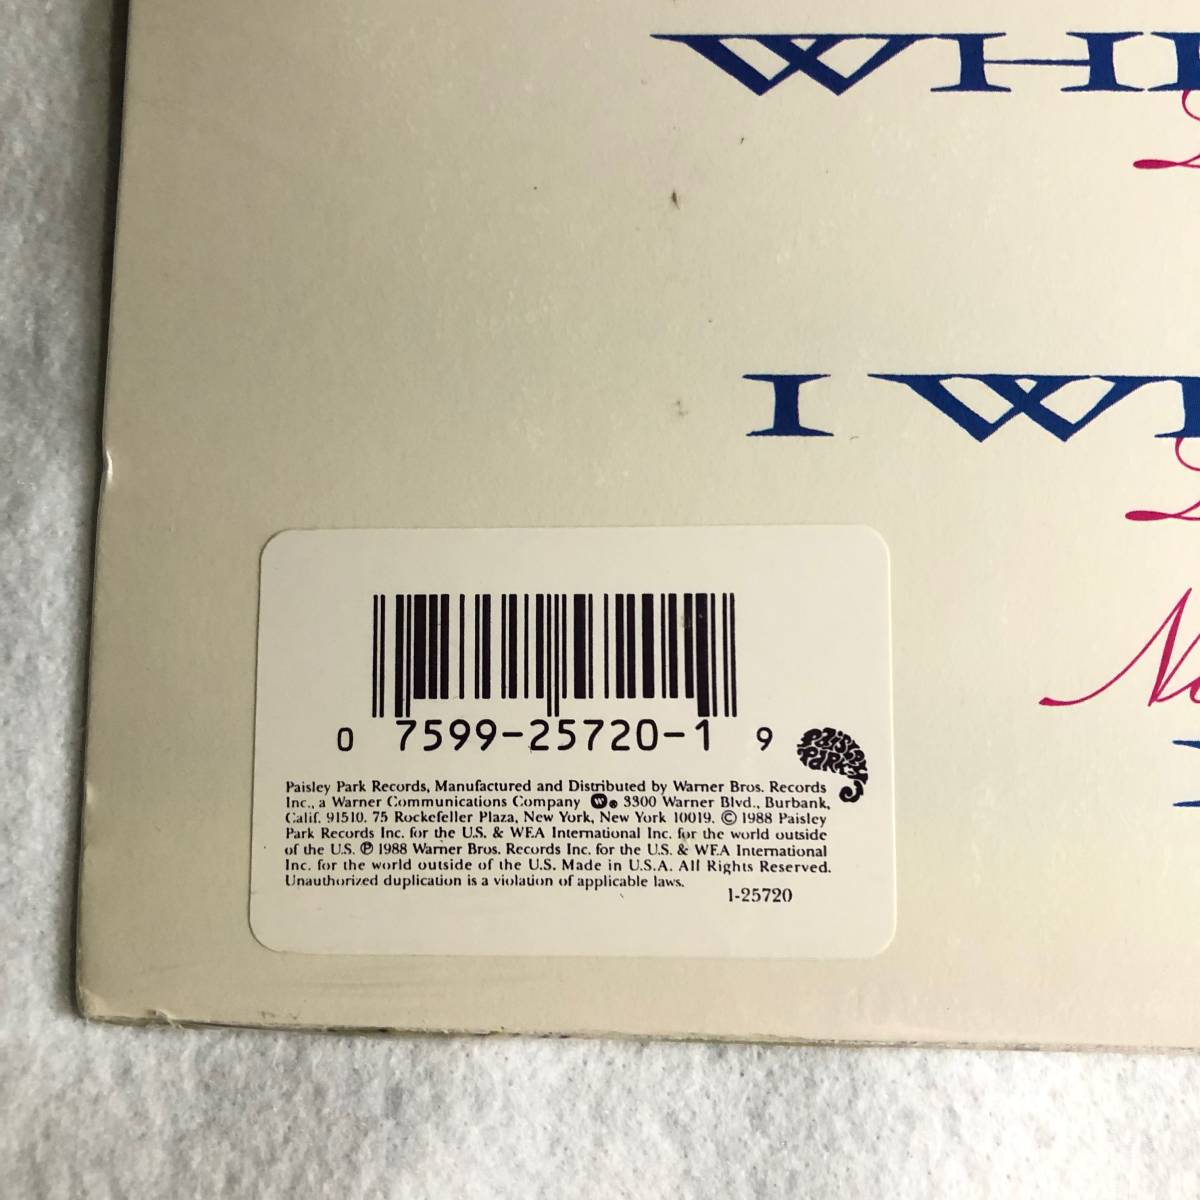 I
0 7599-25720-1 9
PAISLEY
PARK
Paisley Park Records, Manufactured and Distributed by Warner Bros. Records
Inc., a Warner Communications Company ® 3300 Warner Blvd., Burbank,
Calif. 91510. 75 Rockefeller Plaza, New York, New York 10019. © 1988 Paisley
Park Records Inc. for the U.S. & WEA International Inc. for the world outside
of the U.S. ℗ 1988 Warner Bros. Records Inc. for the U.S. & WEA International
Inc. for the world outside of the U.S. Made in U.S.A. All Rights Reserved.
Unauthorized duplication is a violation of applicable laws.
1-25720